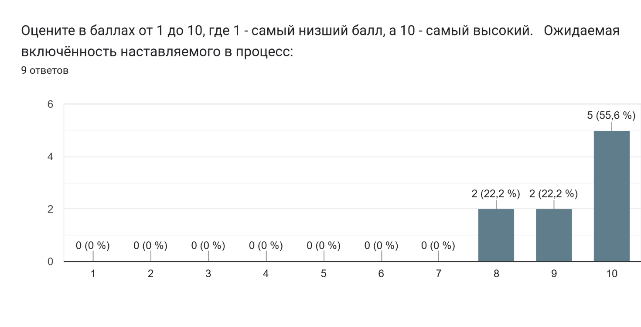 Оцените в баллах от 1 до 10, где 1 - самый низший балл, а 10 - самый высокий. Ожидаемая
включённость наставляемого в процесс:
9 ответов
6
5 (55,6 %)
4
2 (22,2 %) 2 (22,2 %)
2
0 (0 %) 0 (0 %) 0 (0 %) 0 (0 %) 0 (0 %) 0 (0 %) 0 (0 %)
0
1 2 3 4 5 6 7 8 9 10